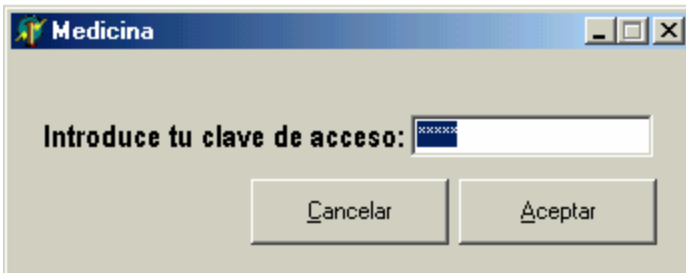 Medicina
Introduce tu clave de acceso: *****
Cancelar Aceptar